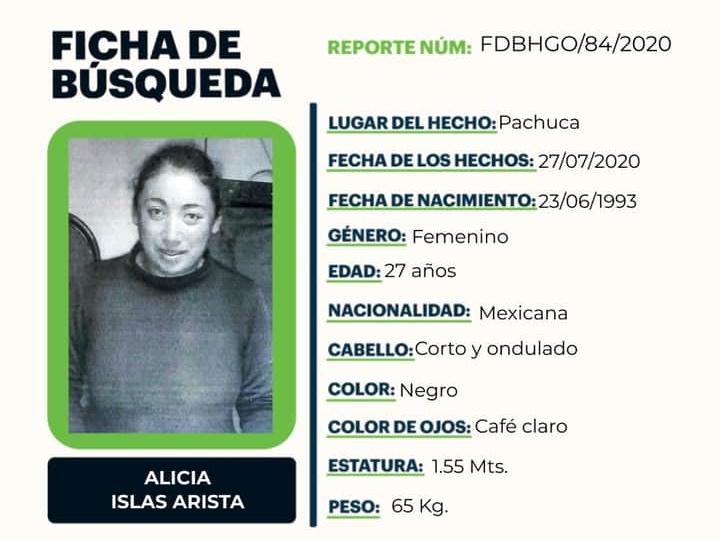 FICHA DE
BÚSQUEDA
ALICIA
ISLAS ARISTA
REPORTE NÚM: FDBHGO/84/2020
LUGAR DEL HECHO: Pachuca
FECHA DE LOS HECHOS: 27/07/2020
FECHA DE NACIMIENTO: 23/06/1993
GÉNERO: Femenino
EDAD: 27 años
NACIONALIDAD: Mexicana
CABELLO: Corto y ondulado
COLOR: Negro
COLOR DE OJOS: Café claro
ESTATURA: 1.55 Mts.
PESO: 65 Kg.